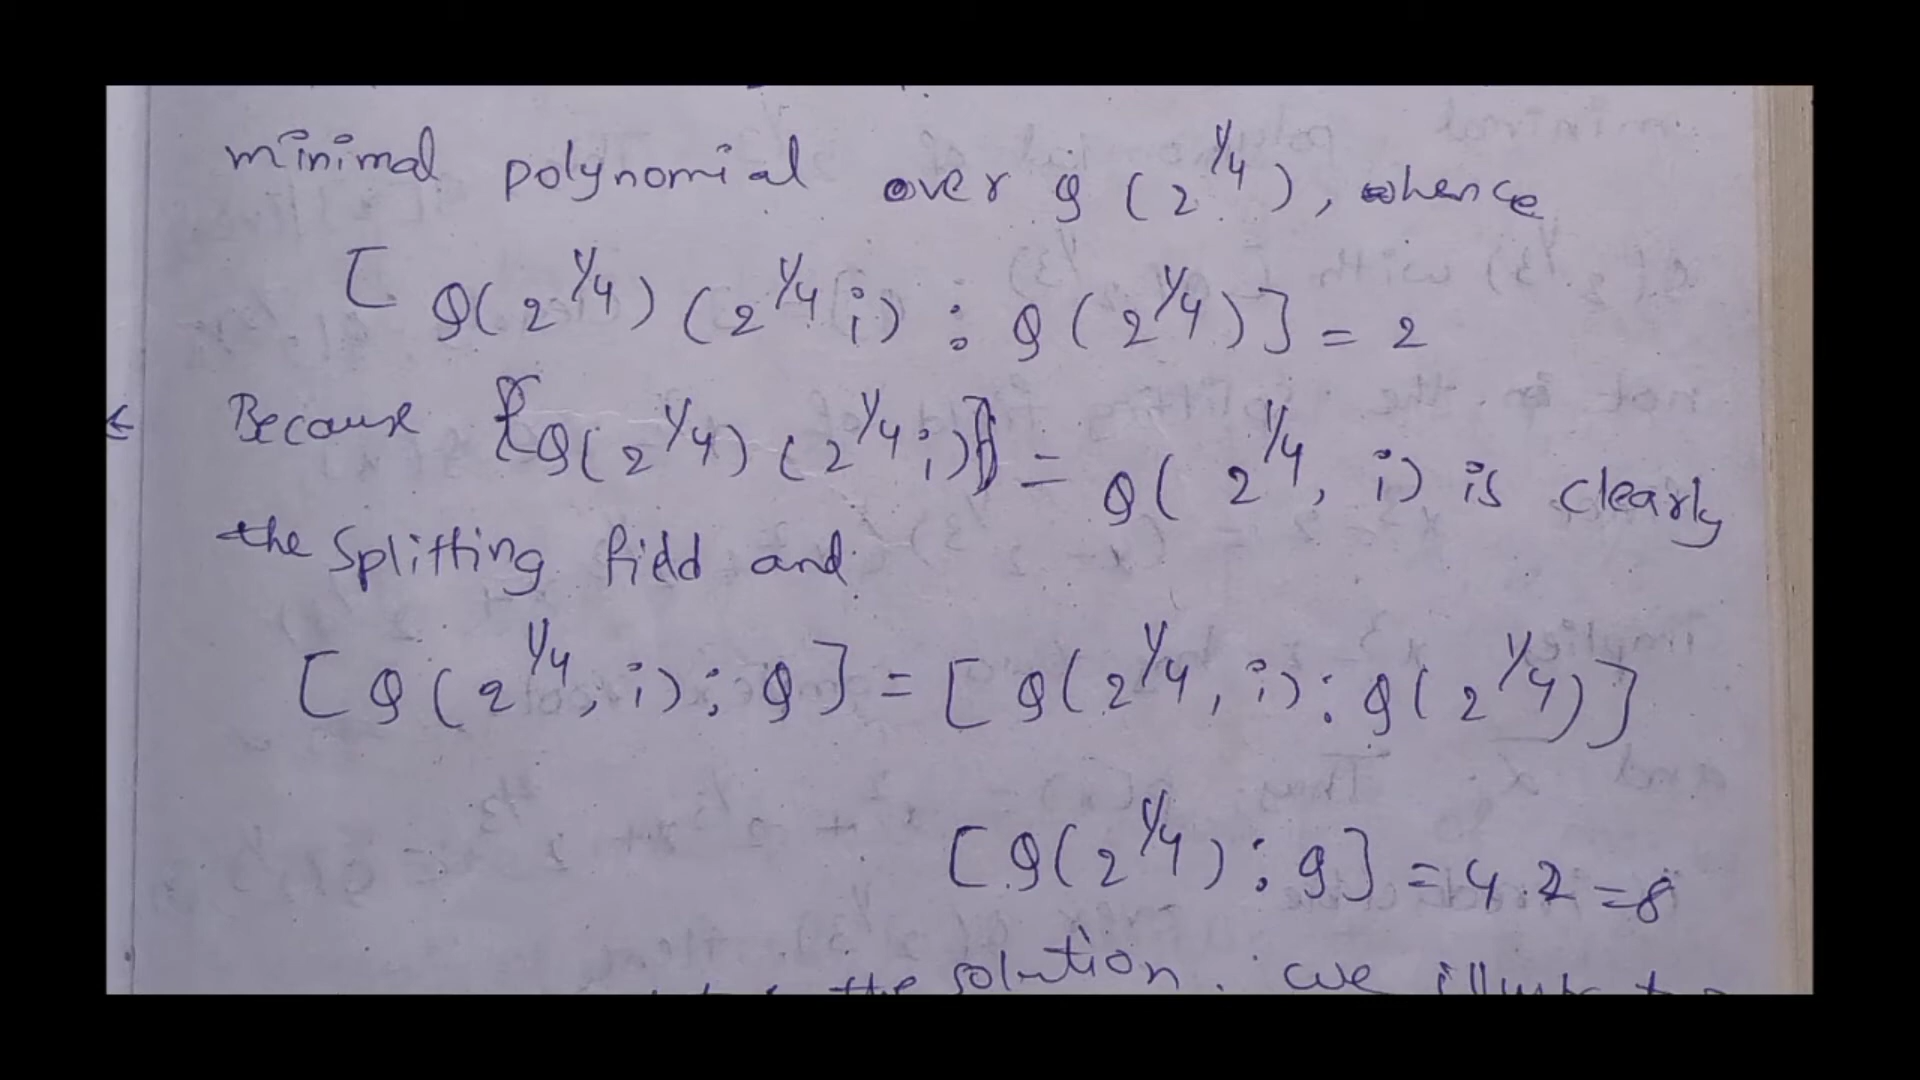 minimal polynomial over Q (2^1/4), whence
[ Q(2^1/4) (2^1/4 i) : Q (2^1/4)] = 2
Because {Q(2^1/4) (2^1/4 i)} = Q( 2^1/4, i) is clearly
the Splitting field and
[ Q (2^1/4, i) : Q] = [ Q(2^1/4, i) : Q(2^1/4)]
[Q(2^1/4) : Q] = 4.2 = 8
the solution. we